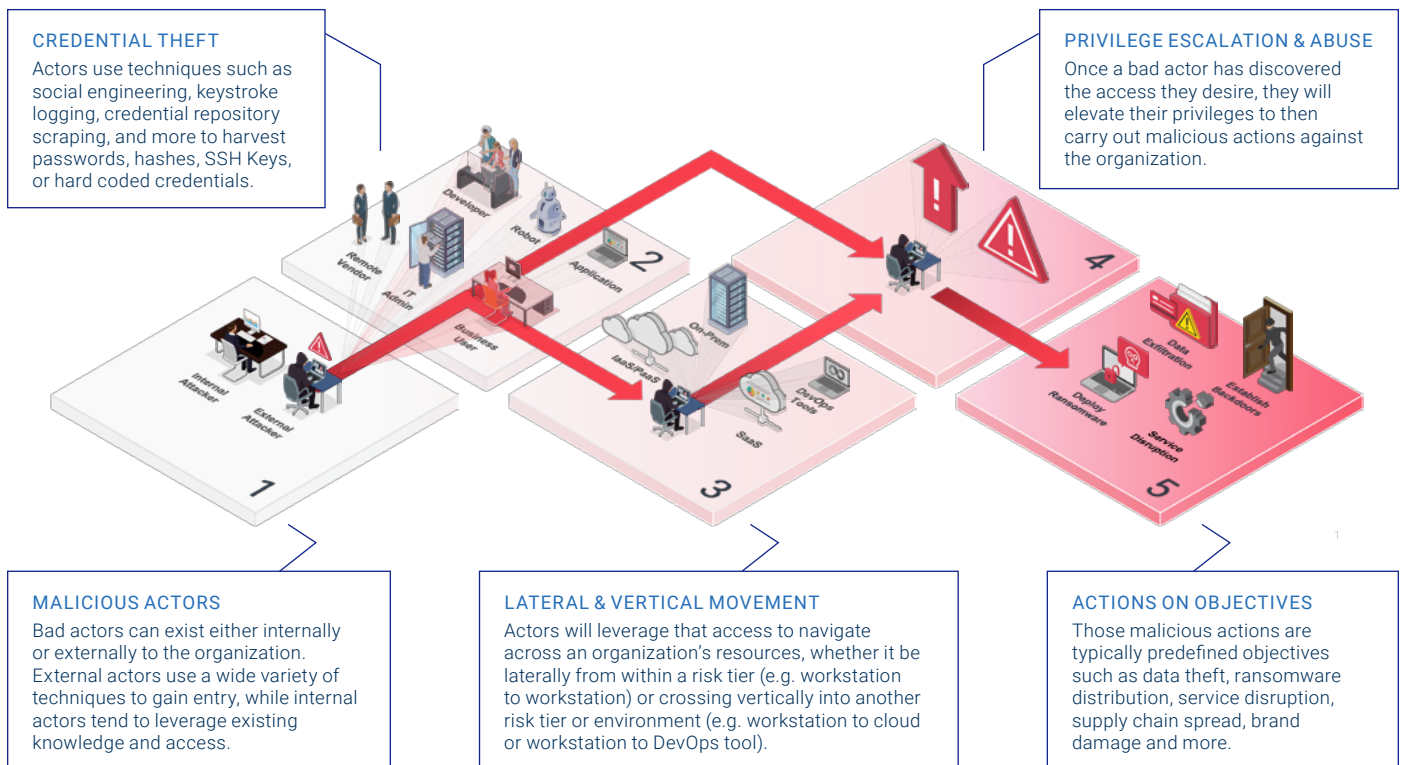 CREDENTIAL THEFT
Actors use techniques such as
social engineering, keystroke
logging, credential repository
scraping, and more to harvest
passwords, hashes, SSH Keys,
or hard coded credentials.
PRIVILEGE ESCALATION & ABUSE
Once a bad actor has discovered
the access they desire, they will
elevate their privileges to then
carry out malicious actions against
the organization.
Developer
Robot
Remote
Vendor
IT
Admin
Application
Business
User
2
Internal
Attacker
External
Attacker
1
On-Prem
IaaS/PaaS
DevOps
Tools
SaaS
3
4
Data
Exfiltration
Establish
Backdoors
Deploy
Ransomware
Service
Disruption
5
1
MALICIOUS ACTORS
Bad actors can exist either internally
or externally to the organization.
External actors use a wide variety of
techniques to gain entry, while internal
actors tend to leverage existing
knowledge and access.
LATERAL & VERTICAL MOVEMENT
Actors will leverage that access to navigate
across an organization's resources, whether it be
laterally from within a risk tier (e.g. workstation
to workstation) or crossing vertically into another
risk tier or environment (e.g. workstation to cloud
or workstation to DevOps tool).
ACTIONS ON OBJECTIVES
Those malicious actions are
typically predefined objectives
such as data theft, ransomware
distribution, service disruption,
supply chain spread, brand
damage and more.